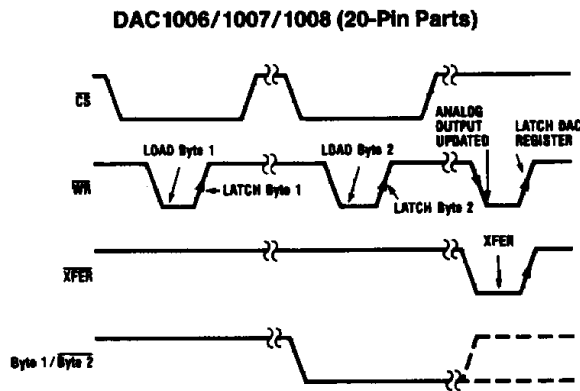 DAC1006/1007/1008 (20-Pin Parts)
CS
ANALOG
OUTPUT
UPDATED
LATCH DAC
REGISTER
LOAD Byte 1
LOAD Byte 2
WR
LATCH Byte 1
LATCH Byte 2
XFER
XFER
Byte 1/Byte 2